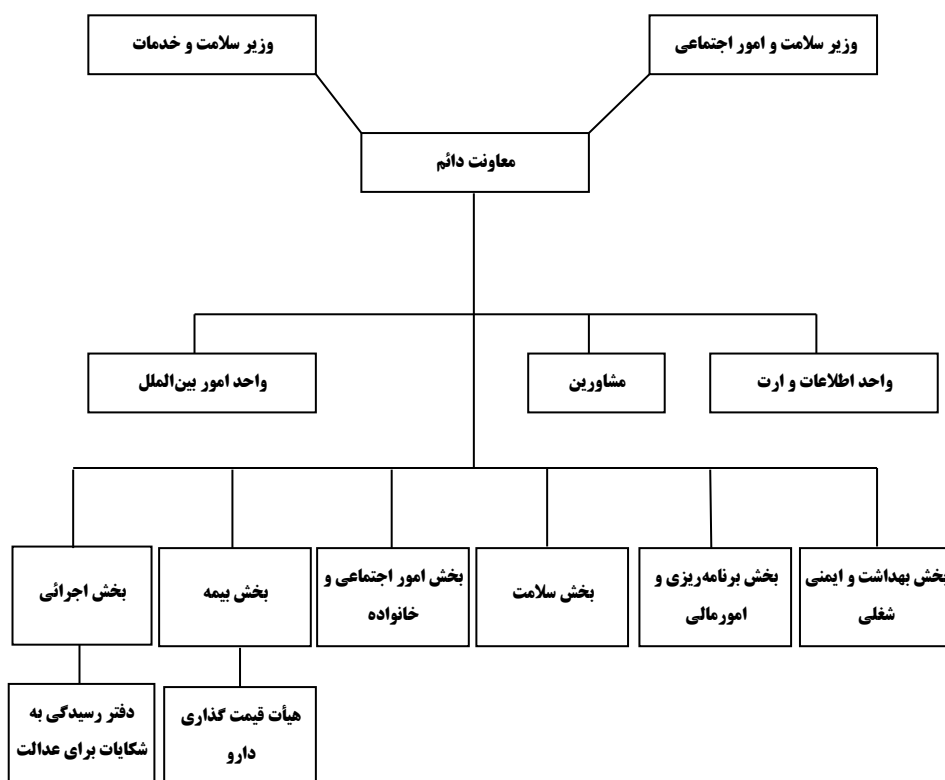 وزیر سلامت و امور اجتماعی
وزیر سلامت و خدمات
معاونت دائم
واحد اطلاعات و ارت
مشاورین
واحد امور بین‌الملل
بخش بهداشت و ایمنی
شغلی
بخش برنامه‌ریزی و
امورمالی
بخش سلامت
بخش امور اجتماعی و
خانواده
بخش بیمه
بخش اجرائی
هیأت قیمت گذاری
دارو
دفتر رسیدگی به
شکایات برای عدالت